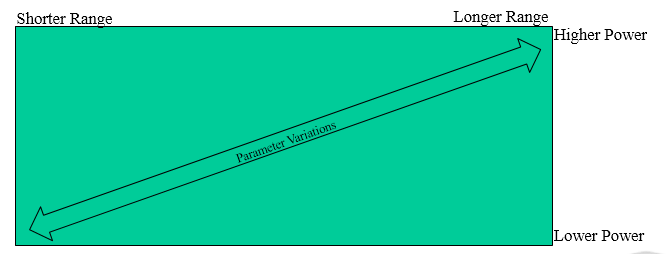 Shorter Range
Longer Range
Higher Power
Parameter Variations
Lower Power